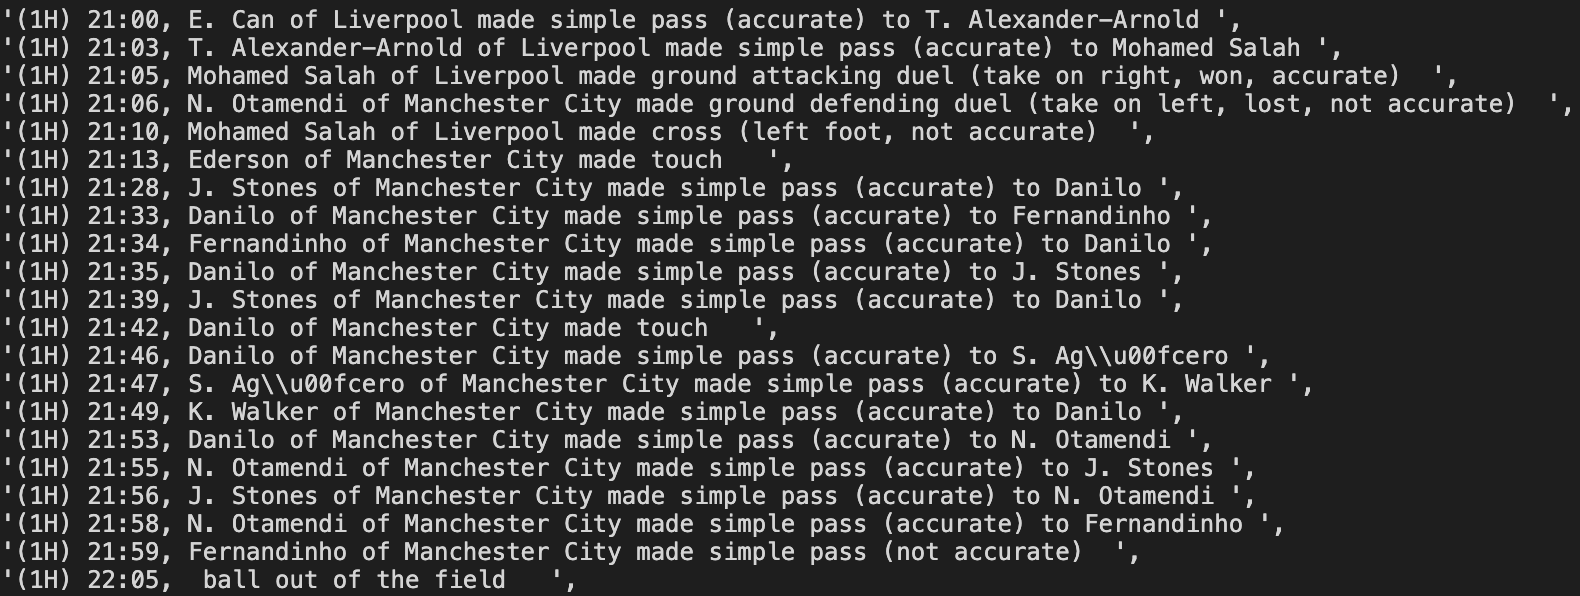 '(1H) 21:00, E. Can of Liverpool made simple pass (accurate) to T. Alexander-Arnold ',
'(1H) 21:03, T. Alexander-Arnold of Liverpool made simple pass (accurate) to Mohamed Salah ',
'(1H) 21:05, Mohamed Salah of Liverpool made ground attacking duel (take on right, won, accurate)  ',
'(1H) 21:06, N. Otamendi of Manchester City made ground defending duel (take on left, lost, not accurate)  ',
'(1H) 21:10, Mohamed Salah of Liverpool made cross (left foot, not accurate)  ',
'(1H) 21:13, Ederson of Manchester City made touch   ',
'(1H) 21:28, J. Stones of Manchester City made simple pass (accurate) to Danilo ',
'(1H) 21:33, Danilo of Manchester City made simple pass (accurate) to Fernandinho ',
'(1H) 21:34, Fernandinho of Manchester City made simple pass (accurate) to Danilo ',
'(1H) 21:35, Danilo of Manchester City made simple pass (accurate) to J. Stones ',
'(1H) 21:39, J. Stones of Manchester City made simple pass (accurate) to Danilo ',
'(1H) 21:42, Danilo of Manchester City made touch   ',
'(1H) 21:46, Danilo of Manchester City made simple pass (accurate) to S. Ag\\u00fcero ',
'(1H) 21:47, S. Ag\\u00fcero of Manchester City made simple pass (accurate) to K. Walker ',
'(1H) 21:49, K. Walker of Manchester City made simple pass (accurate) to Danilo ',
'(1H) 21:53, Danilo of Manchester City made simple pass (accurate) to N. Otamendi ',
'(1H) 21:55, N. Otamendi of Manchester City made simple pass (accurate) to J. Stones ',
'(1H) 21:56, J. Stones of Manchester City made simple pass (accurate) to N. Otamendi ',
'(1H) 21:58, N. Otamendi of Manchester City made simple pass (accurate) to Fernandinho ',
'(1H) 21:59, Fernandinho of Manchester City made simple pass (not accurate)  ',
'(1H) 22:05,  ball out of the field   ',